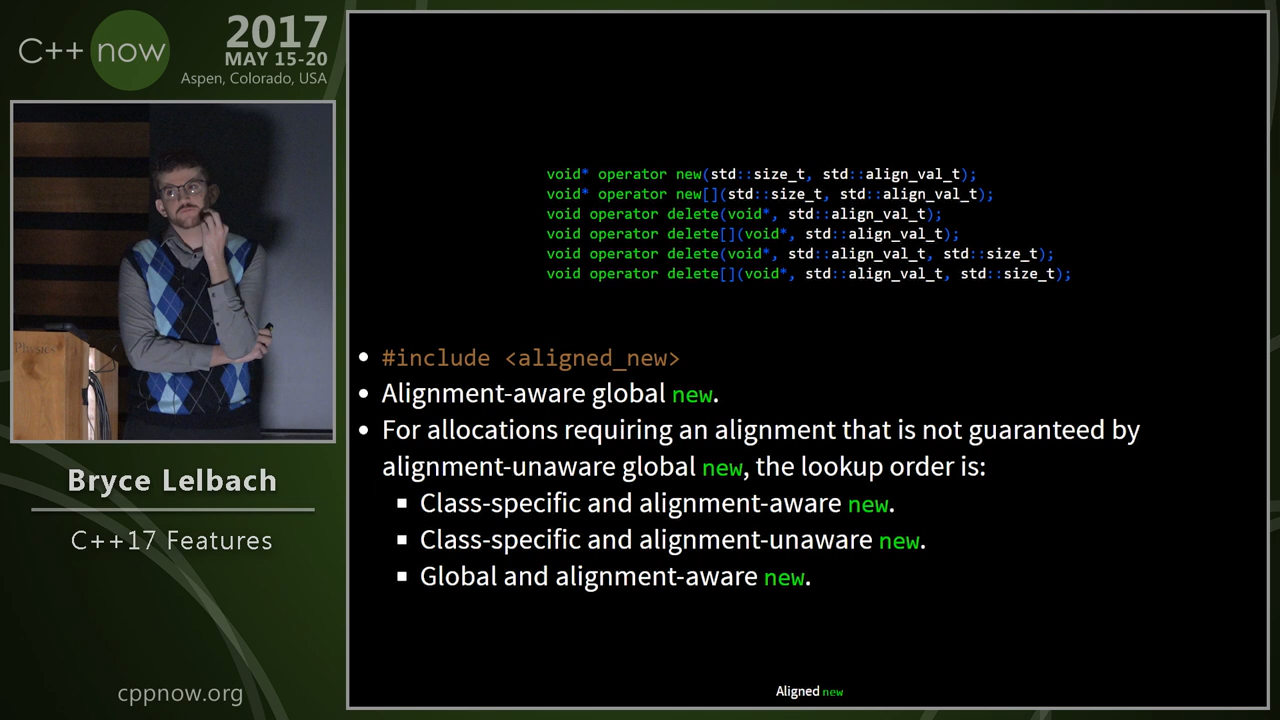 C++ now
2017
MAY 15-20
Aspen, Colorado, USA
Physics
Bryce Lelbach
C++17 Features
cppnow.org
void* operator new(std::size_t, std::align_val_t);
void* operator new[](std::size_t, std::align_val_t);
void operator delete(void*, std::align_val_t);
void operator delete[](void*, std::align_val_t);
void operator delete(void*, std::align_val_t, std::size_t);
void operator delete[](void*, std::align_val_t, std::size_t);
• #include <aligned_new>
• Alignment-aware global new.
• For allocations requiring an alignment that is not guaranteed by
alignment-unaware global new, the lookup order is:
▪ Class-specific and alignment-aware new.
▪ Class-specific and alignment-unaware new.
▪ Global and alignment-aware new.
Aligned new